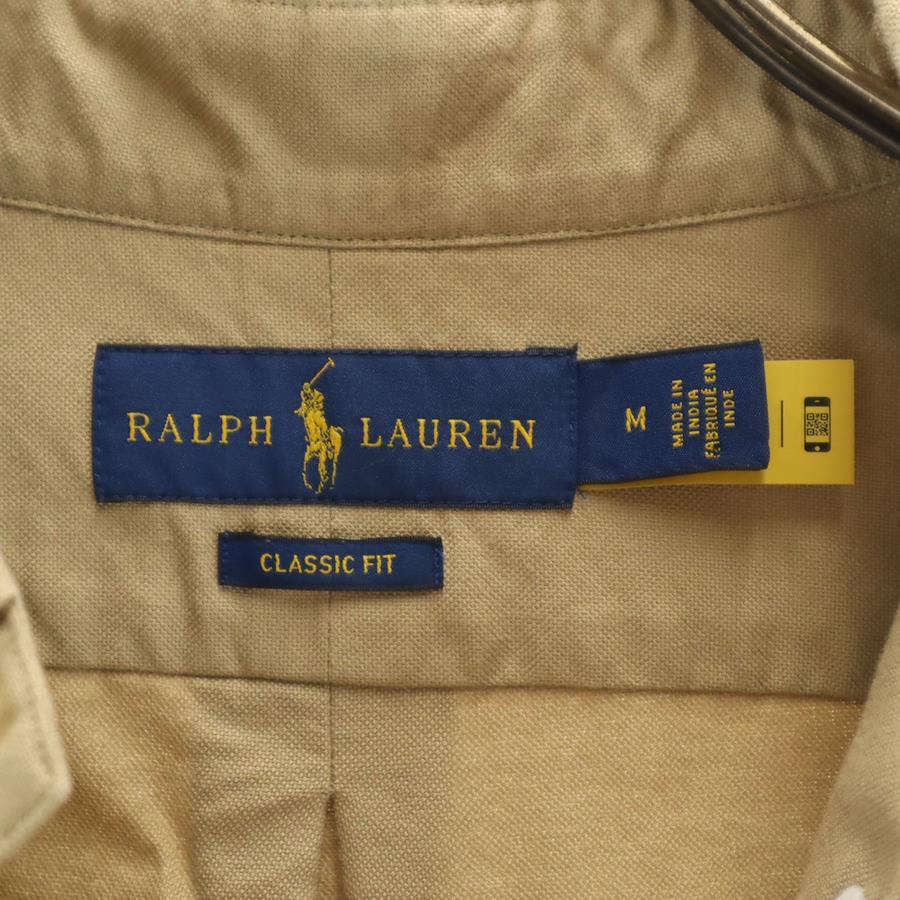 RALPH LAUREN
M
MADE IN
INDIA
FABRIQUÉ EN
INDE
CLASSIC FIT